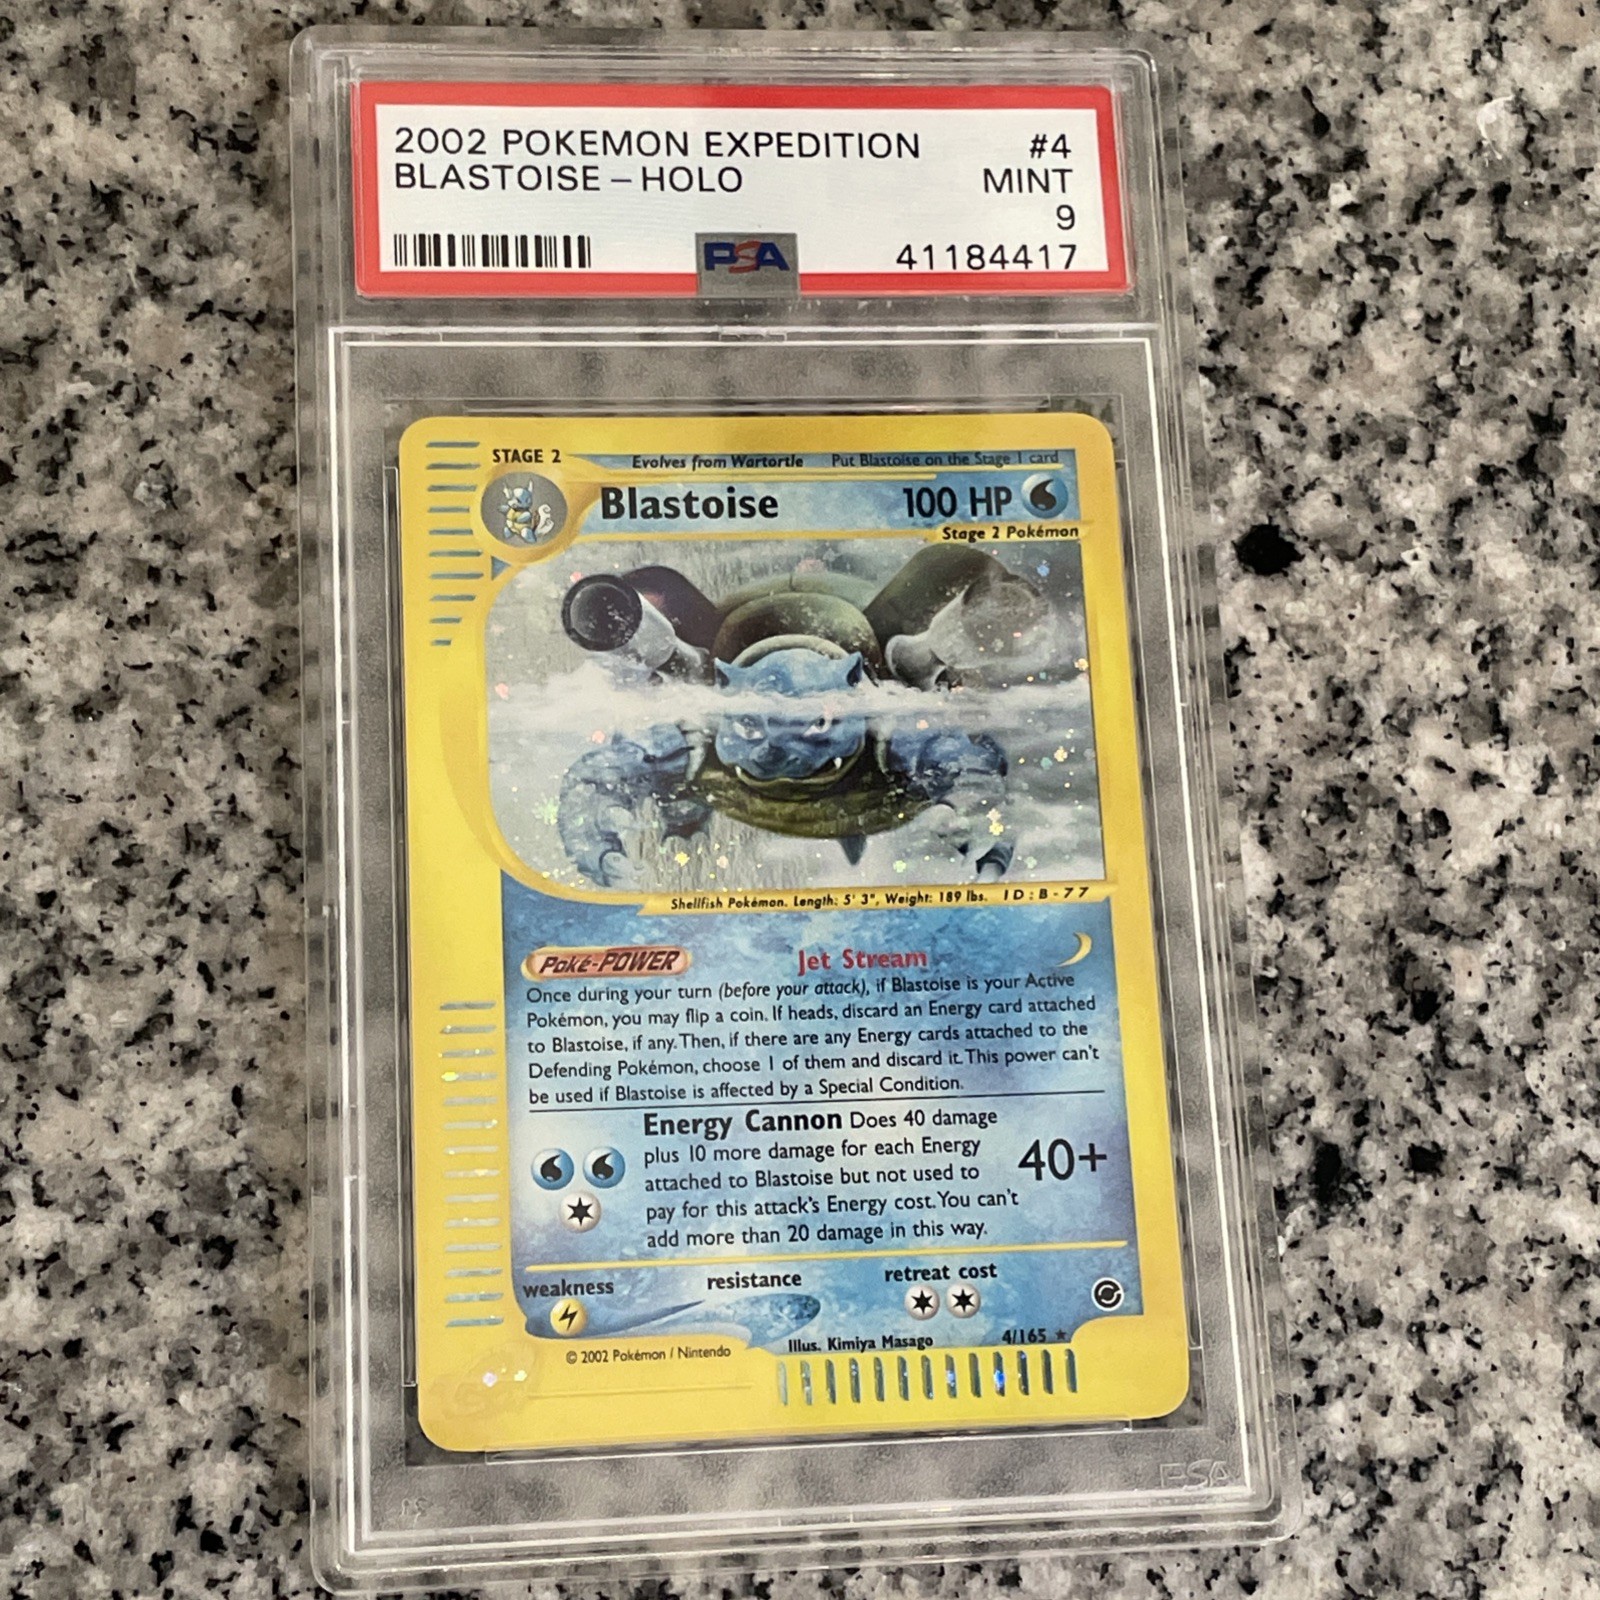 2002 POKEMON EXPEDITION #4
BLASTOISE – HOLO MINT
9
PSA 41184417
STAGE 2 Evolves from Wartortle Put Blastoise on the Stage 1 card
Blastoise 100 HP
Stage 2 Pokémon
Shellfish Pokémon. Length: 5' 3", Weight: 189 lbs. ID:B-77
Poké-POWER Jet Stream
Once during your turn (before your attack), if Blastoise is your Active
Pokémon, you may flip a coin. If heads, discard an Energy card attached
to Blastoise, if any. Then, if there are any Energy cards attached to the
Defending Pokémon, choose 1 of them and discard it. This power can't
be used if Blastoise is affected by a Special Condition.
Energy Cannon Does 40 damage
plus 10 more damage for each Energy
attached to Blastoise but not used to
pay for this attack's Energy cost. You can't
add more than 20 damage in this way.
40+
weakness resistance retreat cost
Illus. Kimiya Masago 4/165 ★
© 2002 Pokémon / Nintendo
PSA